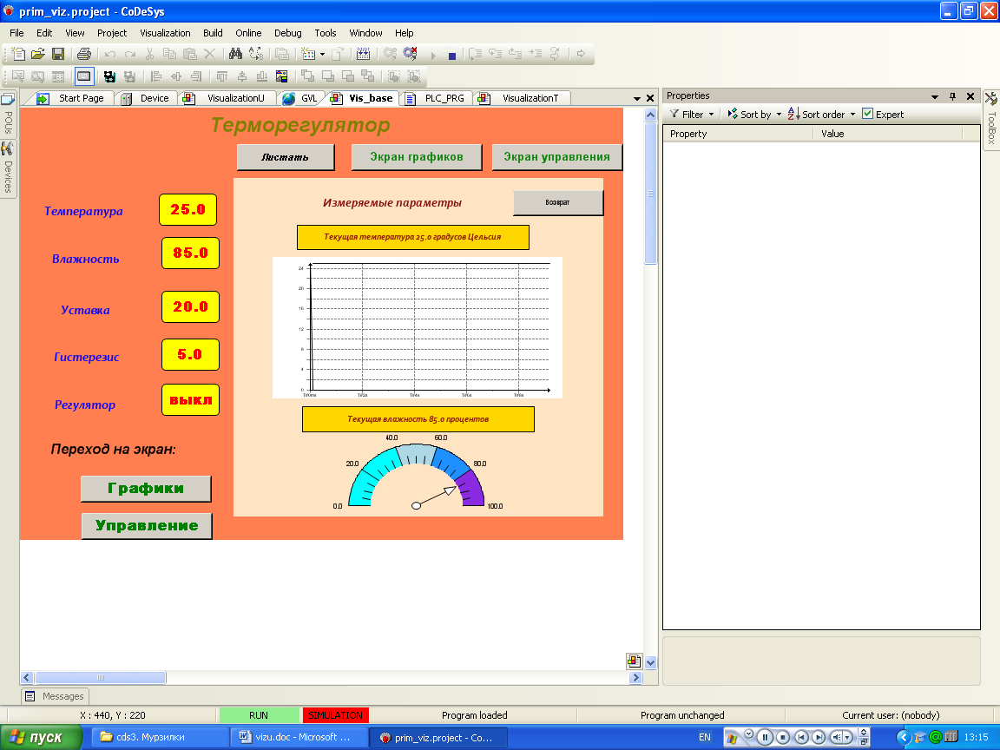 prim_viz.project - CoDeSys
File Edit View Project Visualization Build Online Debug Tools Window Help
Start Page Device VisualizationU GVL Vis_base PLC_PRG VisualizationT
POUs
Devices
Терморегулятор
Листать Экран графиков Экран управления
Температура 25.0
Влажность 85.0
Уставка 20.0
Гистерезис 5.0
Регулятор выкл
Переход на экран:
Графики
Управление
Измеряемые параметры Возврат
Текущая температура 25.0 градусов Цельсия
24
20
16
12
8
4
0
T#0ms T#2s T#4s T#6s T#8s
Текущая влажность 85.0 процентов
40.0 60.0
20.0 80.0
0.0 100.0
Properties
Filter Sort by Sort order Expert
Property Value
ToolBox
Messages
X : 440, Y : 220 RUN SIMULATION Program loaded Program unchanged Current user: (nobody)
пуск cds3. Мурзилки vizu.doc - Microsoft ... prim_viz.project - Co... EN 13:15